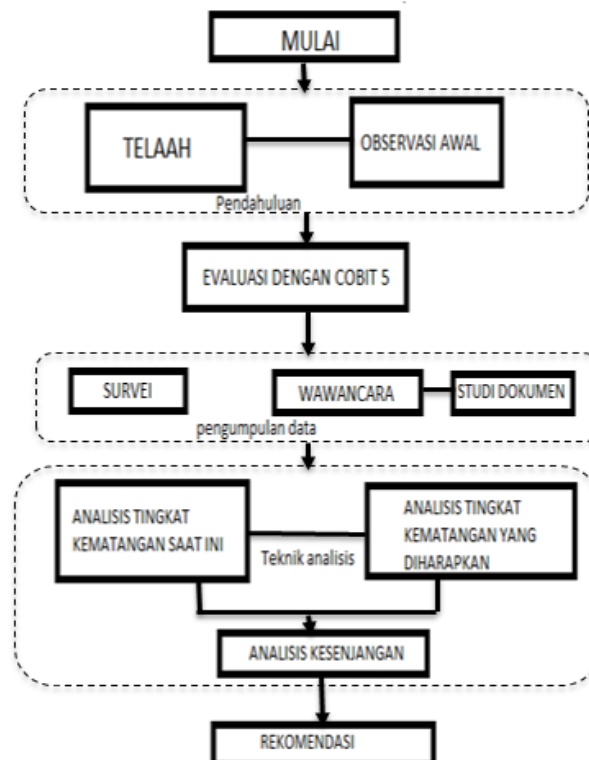 MULAI
TELAAH
OBSERVASI AWAL
Pendahuluan
EVALUASI DENGAN COBIT 5
SURVEI
WAWANCARA
STUDI DOKUMEN
pengumpulan data
ANALISIS TINGKAT
KEMATANGAN SAAT INI
Teknik analisis
ANALISIS TINGKAT
KEMATANGAN YANG
DIHARAPKAN
ANALISIS KESENJANGAN
REKOMENDASI